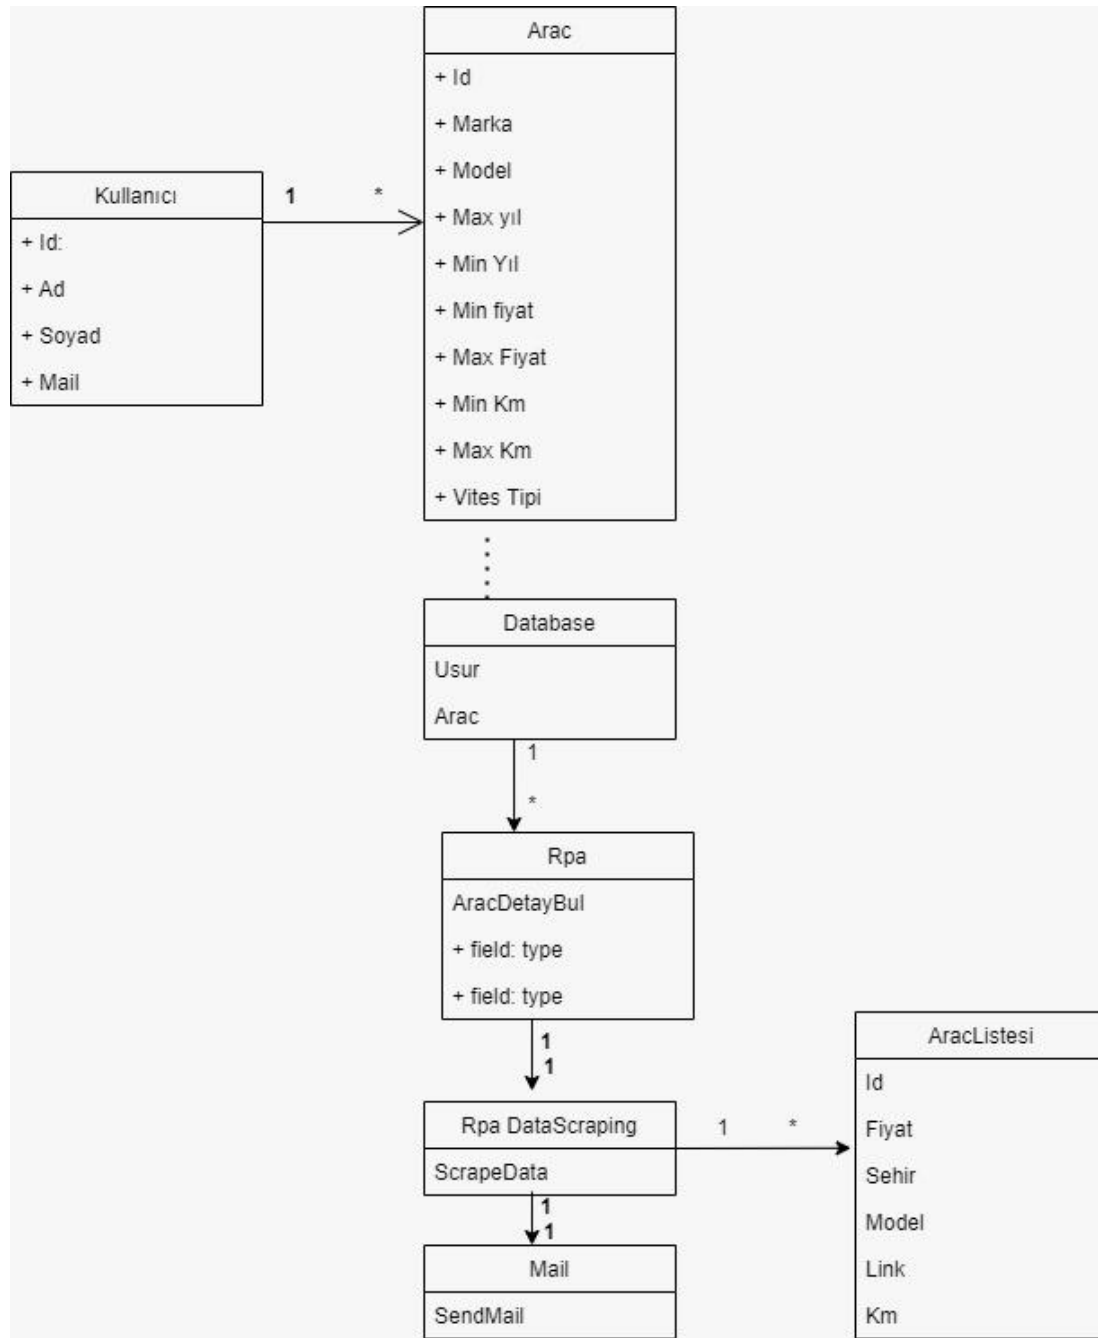 Arac
+ Id
+ Marka
+ Model
+ Max yıl
+ Min Yıl
+ Min fiyat
+ Max Fiyat
+ Min Km
+ Max Km
+ Vites Tipi
Kullanıcı
+ Id:
+ Ad
+ Soyad
+ Mail
1 *
Database
Usur
Arac
1
*
Rpa
AracDetayBul
+ field: type
+ field: type
1
1
Rpa DataScraping
ScrapeData
1 *
AracListesi
Id
Fiyat
Sehir
Model
Link
Km
1
1
Mail
SendMail